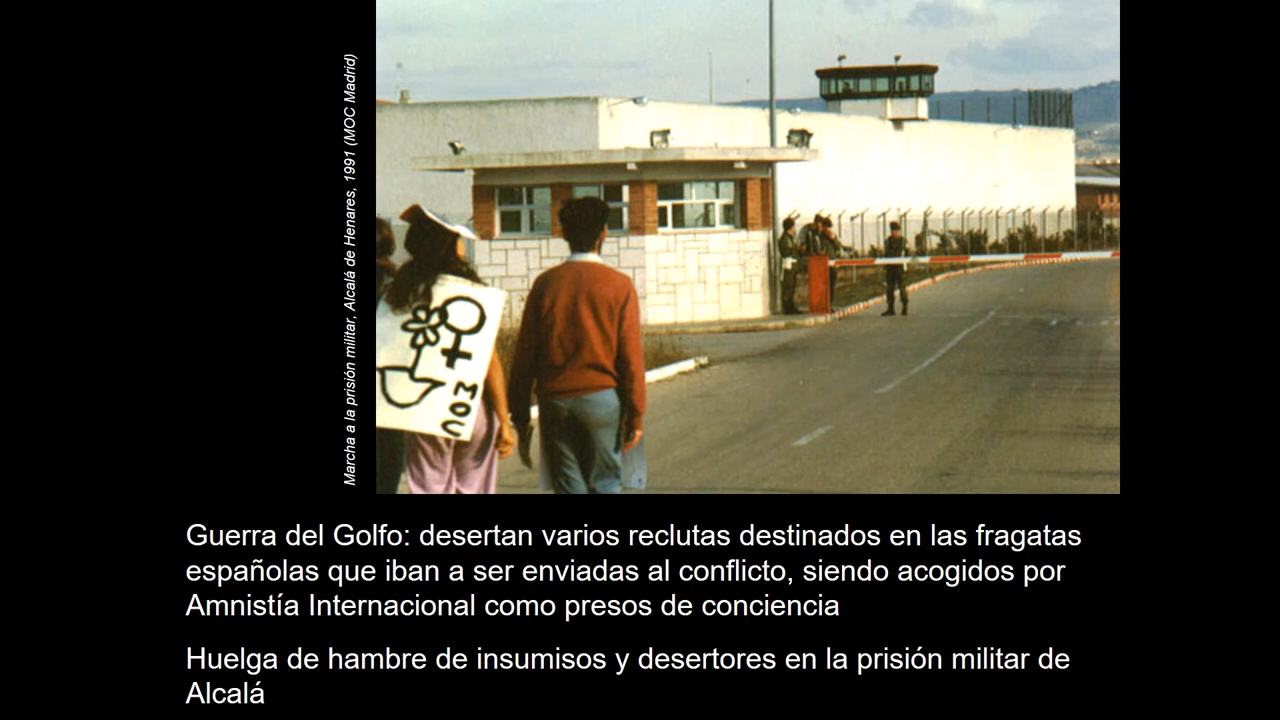 Marcha a la prisión militar, Alcalá de Henares, 1991 (MOC Madrid)
MOC
Guerra del Golfo: desertan varios reclutas destinados en las fragatas
españolas que iban a ser enviadas al conflicto, siendo acogidos por
Amnistía Internacional como presos de conciencia
Huelga de hambre de insumisos y desertores en la prisión militar de
Alcalá